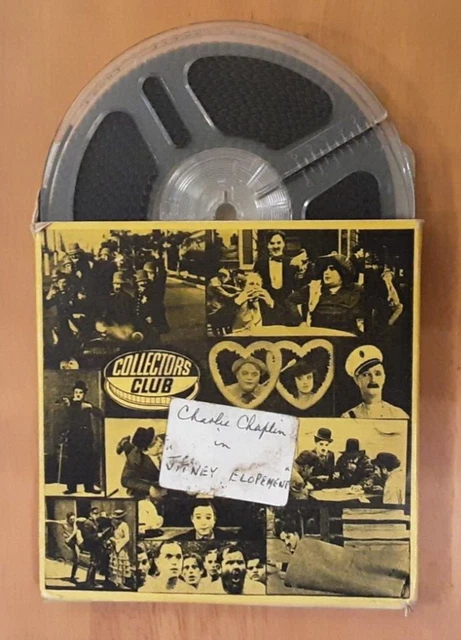 COLLECTORS
CLUB
Charlie Chaplin
in
"JITNEY ELOPEMENT"